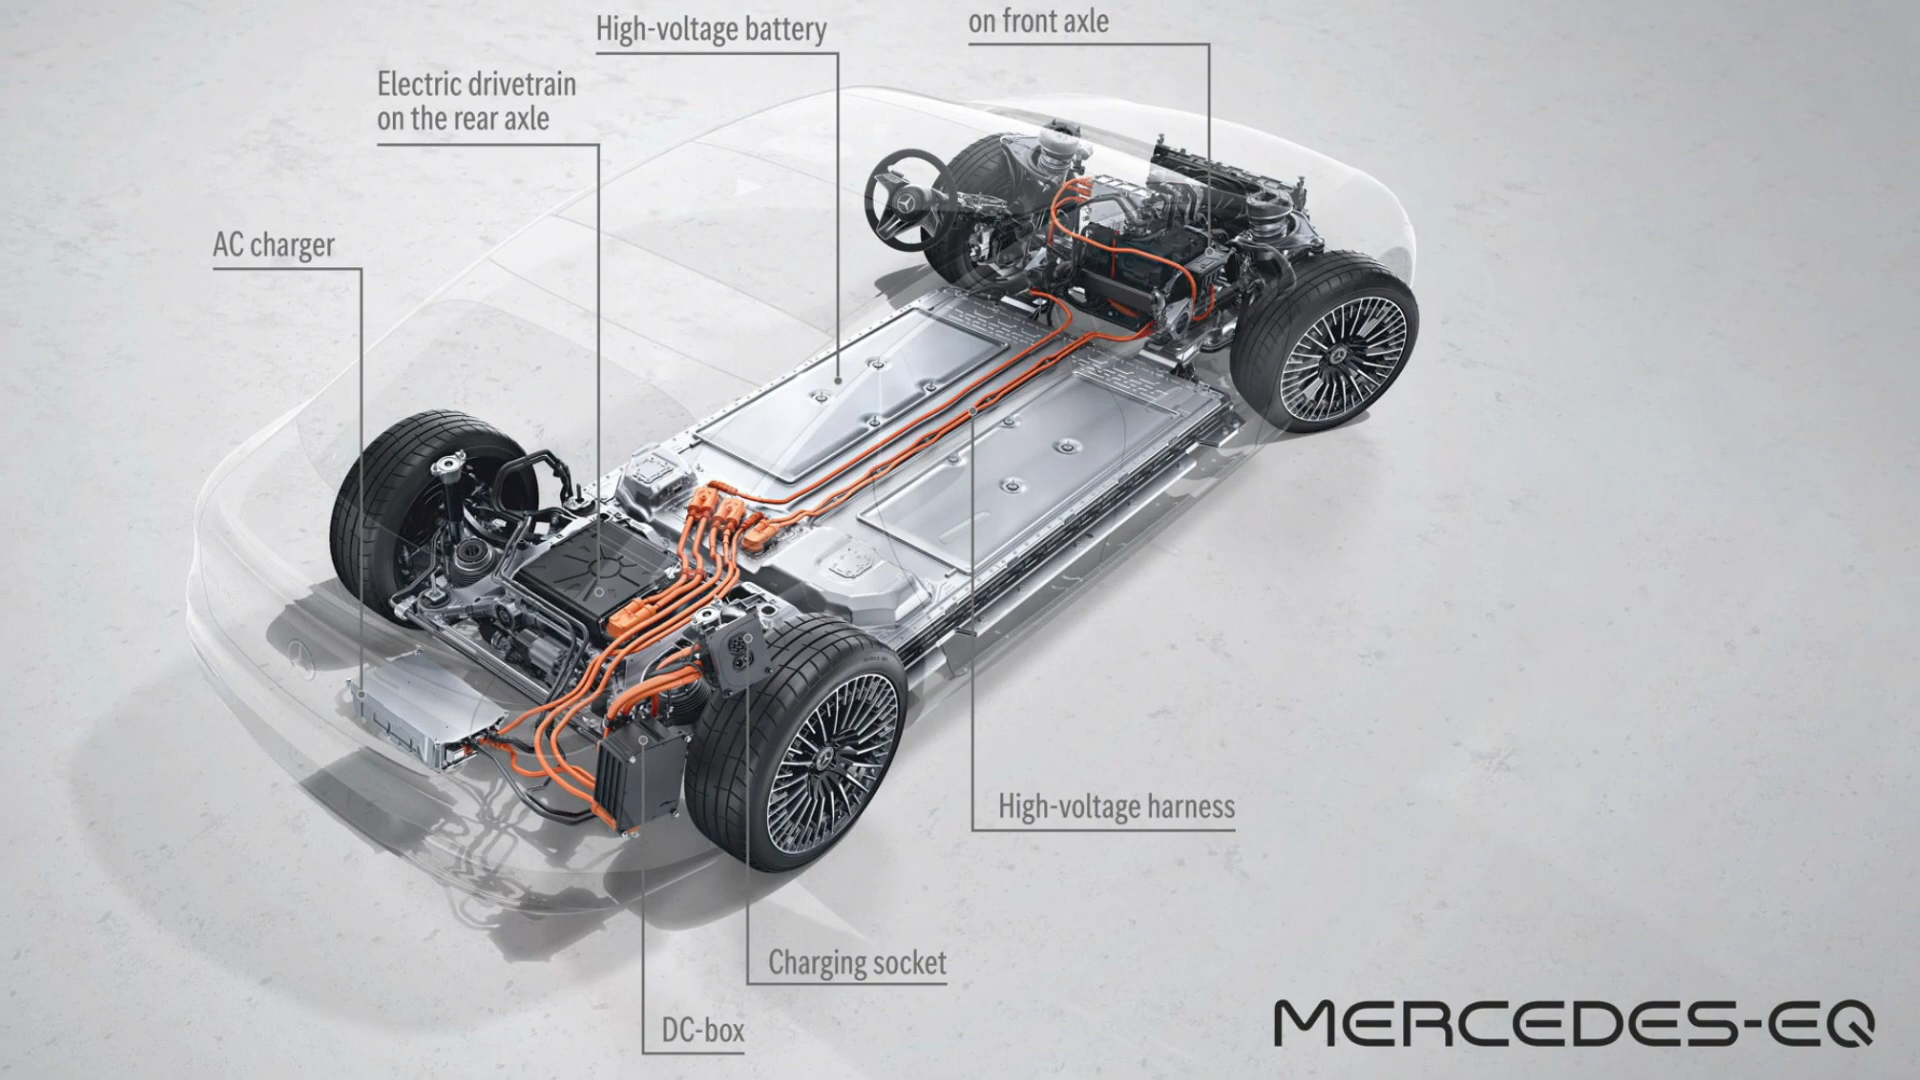 on front axle
High-voltage battery
Electric drivetrain
on the rear axle
AC charger
High-voltage harness
Charging socket
DC-box
MERCEDES-EQ